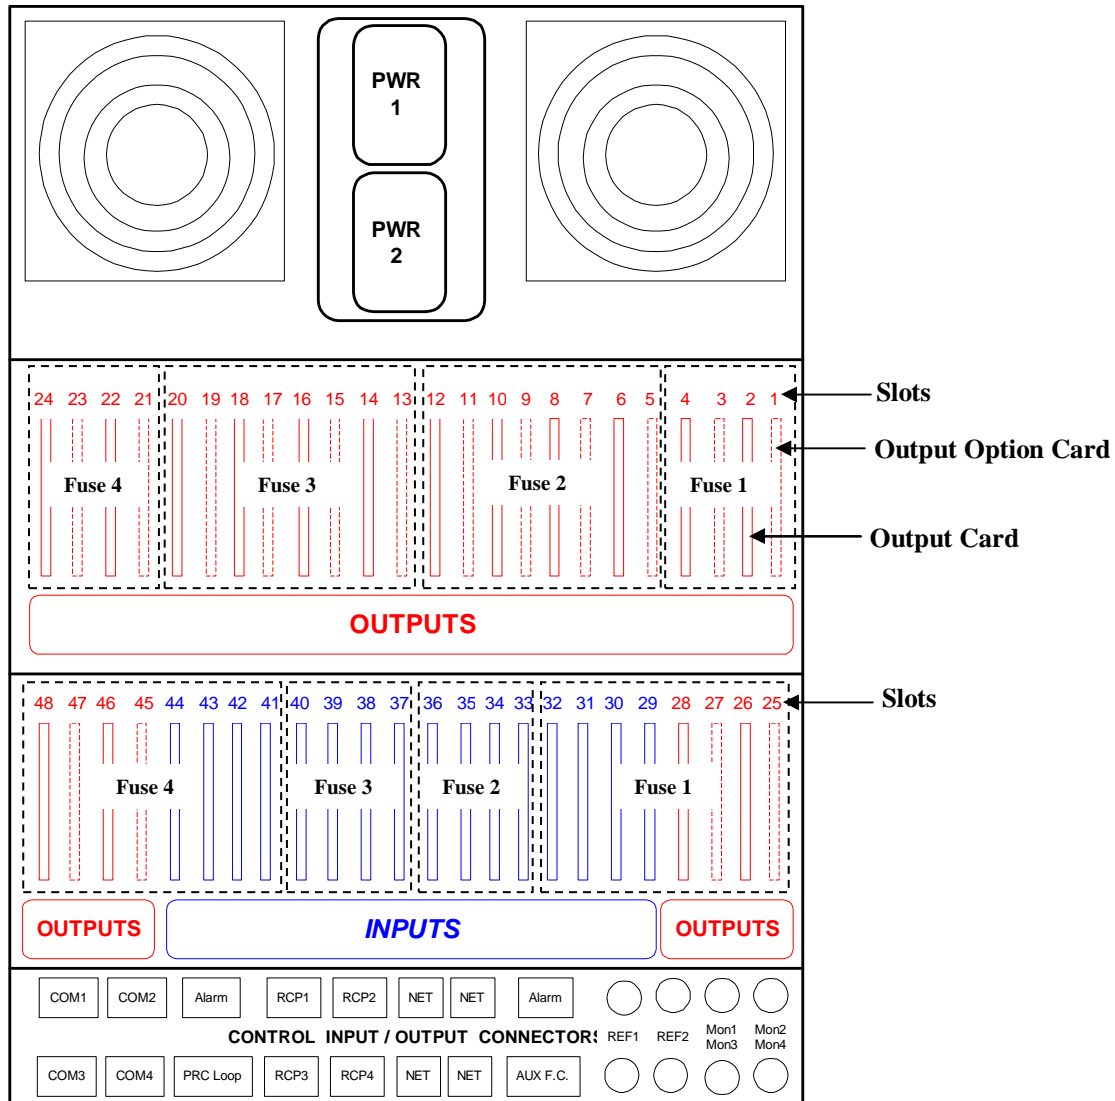 PWR
1
PWR
2
24 23 22 21 20 19 18 17 16 15 14 13 12 11 10 9 8 7 6 5 4 3 2 1
Slots
Output Option Card
Fuse 4 Fuse 3 Fuse 2 Fuse 1
Output Card
OUTPUTS
48 47 46 45 44 43 42 41 40 39 38 37 36 35 34 33 32 31 30 29 28 27 26 25
Slots
Fuse 4 Fuse 3 Fuse 2 Fuse 1
OUTPUTS INPUTS OUTPUTS
COM1 COM2 Alarm RCP1 RCP2 NET NET Alarm
CONTROL INPUT / OUTPUT CONNECTORS REF1 REF2 Mon1 Mon2
Mon3 Mon4
COM3 COM4 PRC Loop RCP3 RCP4 NET NET AUX F.C.